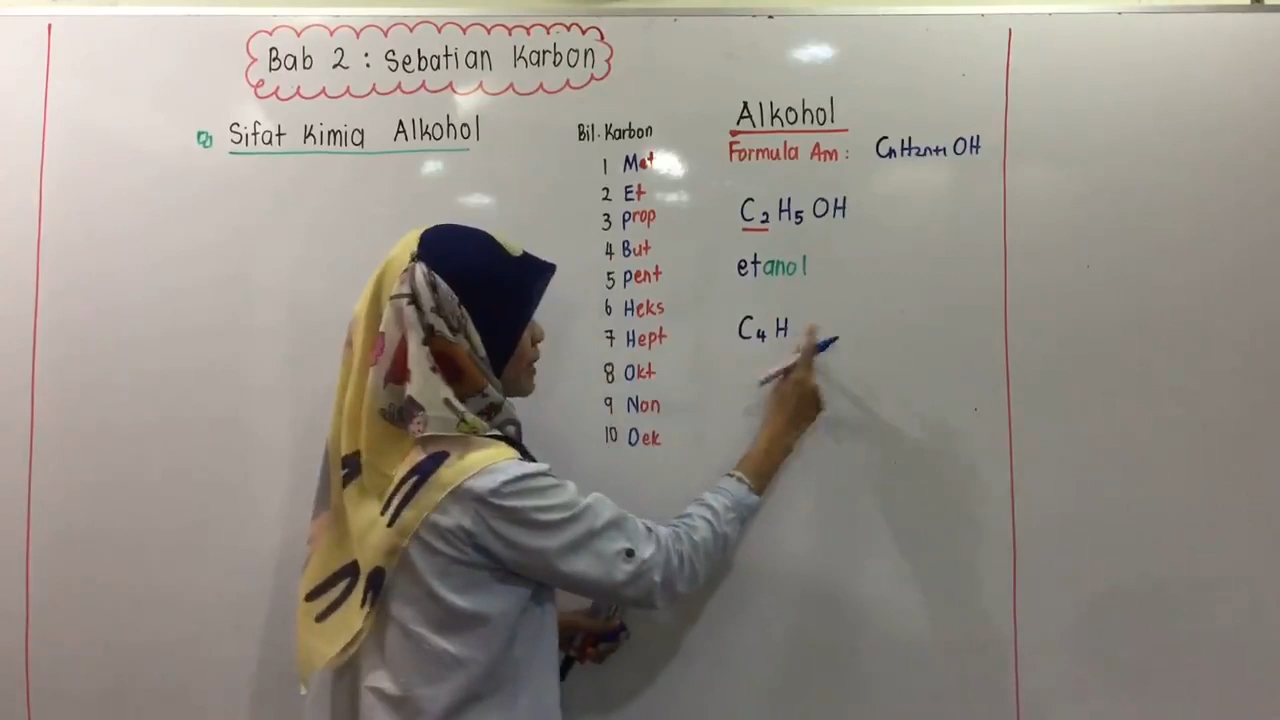 Bab 2 : Sebatian Karbon
Sifat Kimia Alkohol
Bil. Karbon
1 Met
2 Et
3 Prop
4 But
5 Pent
6 Heks
7 Hept
8 Okt
9 Non
10 Dek
Alkohol
Formula Am : CnH2n+1 OH
C2H5OH
etanol
C4H